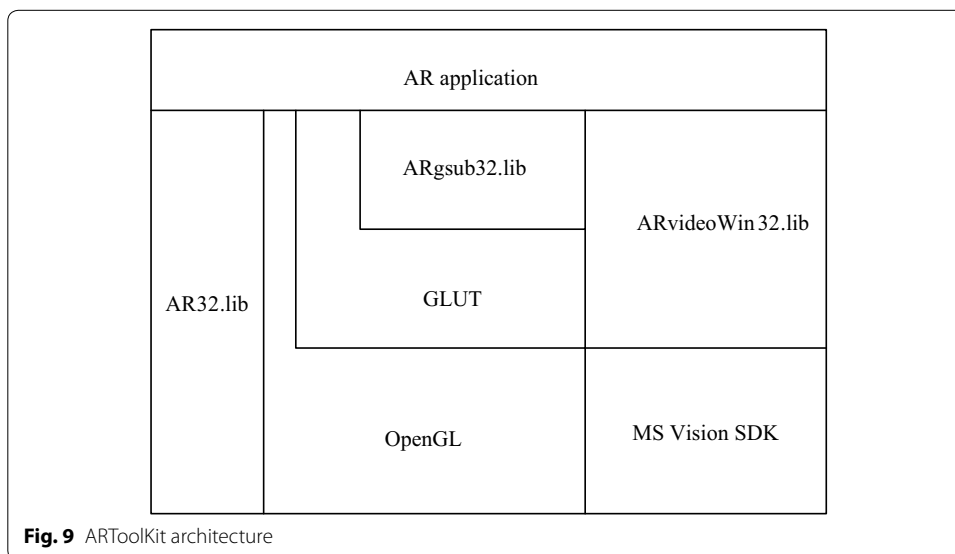 AR application
ARgsub32.lib
ARvideoWin 32.lib
AR32.lib
GLUT
OpenGL
MS Vision SDK
Fig. 9 ARToolKit architecture